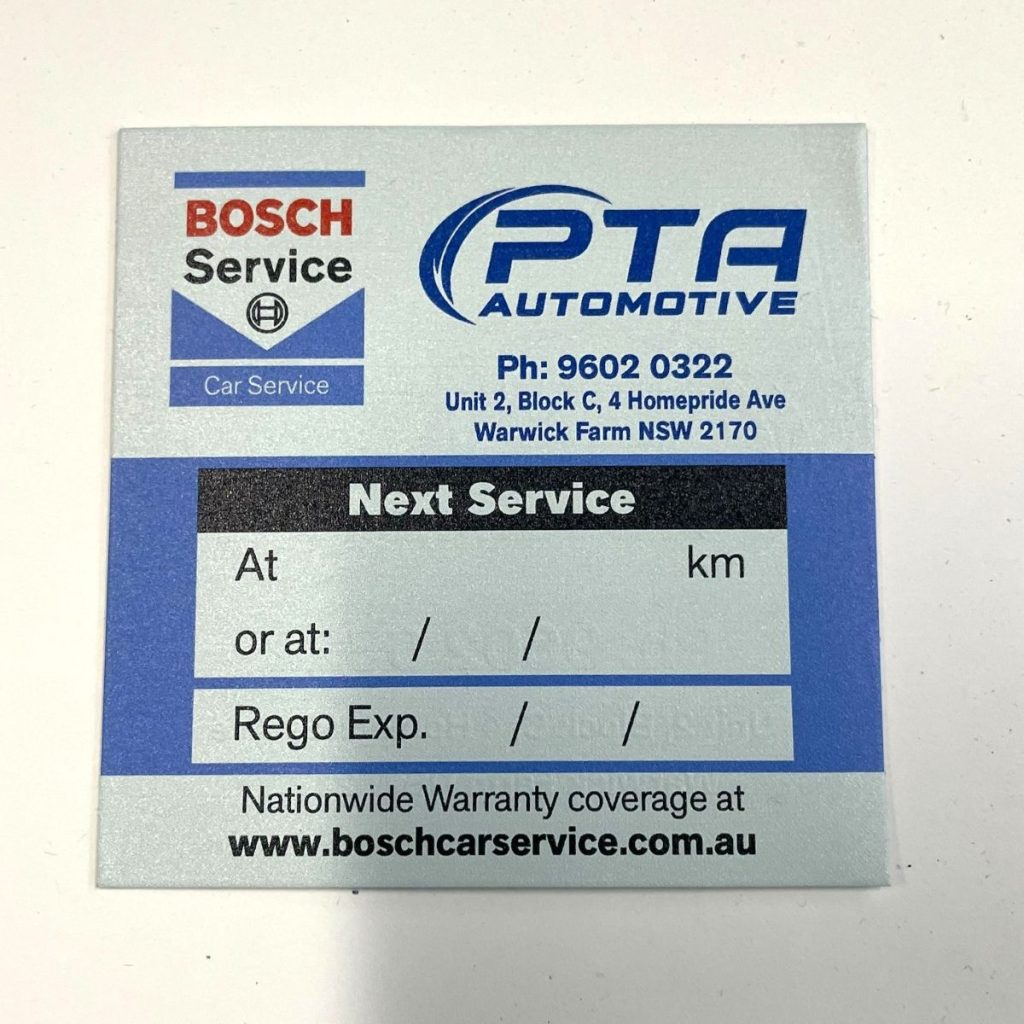 BOSCH
Service
Car Service
PTA
AUTOMOTIVE
Ph: 9602 0322
Unit 2, Block C, 4 Homepride Ave
Warwick Farm NSW 2170
Next Service
At km
or at: / /
Rego Exp. / /
Nationwide Warranty coverage at
www.boschcarservice.com.au